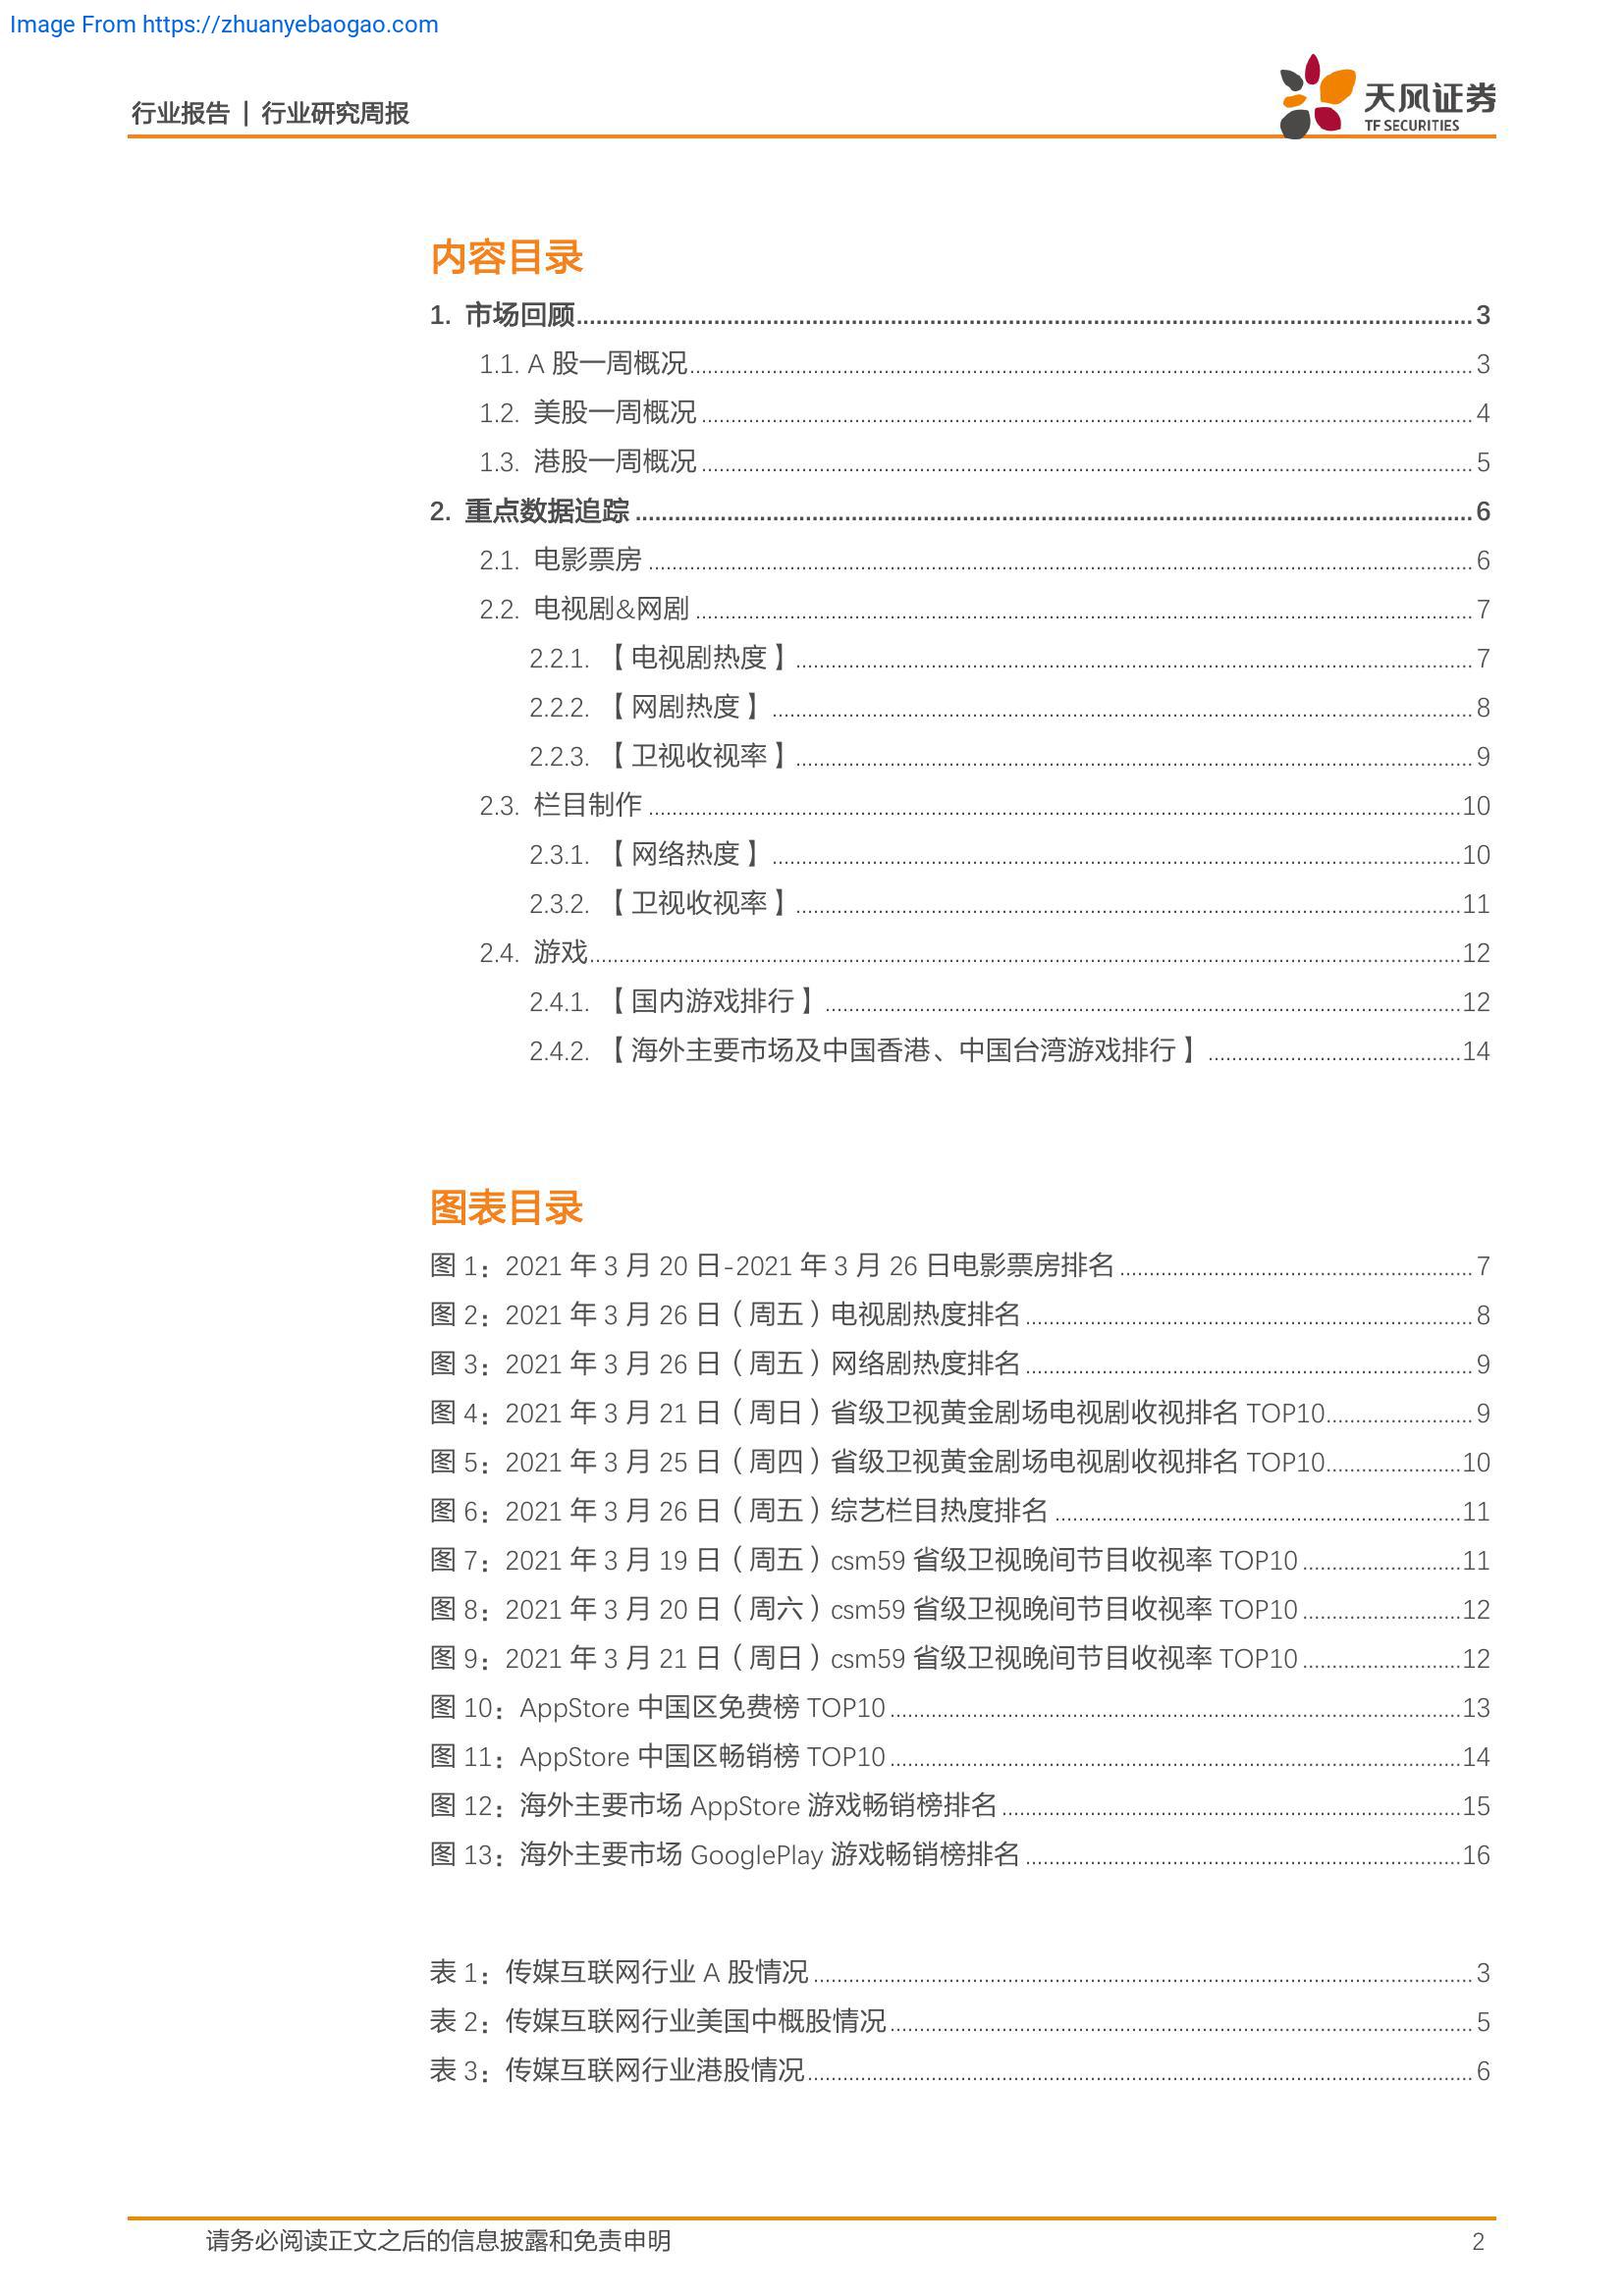 Image From https://zhuanyebaogao.com
行业报告 | 行业研究周报
天风证券
TF SECURITIES
内容目录
1. 市场回顾 3
1.1. A 股一周概况 3
1.2. 美股一周概况 4
1.3. 港股一周概况 5
2. 重点数据追踪 6
2.1. 电影票房 6
2.2. 电视剧&网剧 7
2.2.1. 【电视剧热度】 7
2.2.2. 【网剧热度】 8
2.2.3. 【卫视收视率】 9
2.3. 栏目制作 10
2.3.1. 【网络热度】 10
2.3.2. 【卫视收视率】 11
2.4. 游戏 12
2.4.1. 【国内游戏排行】 12
2.4.2. 【海外主要市场及中国香港、中国台湾游戏排行】 14
图表目录
图 1：2021 年 3 月 20 日-2021 年 3 月 26 日电影票房排名 7
图 2：2021 年 3 月 26 日（周五）电视剧热度排名 8
图 3：2021 年 3 月 26 日（周五）网络剧热度排名 9
图 4：2021 年 3 月 21 日（周日）省级卫视黄金剧场电视剧收视排名 TOP10 9
图 5：2021 年 3 月 25 日（周四）省级卫视黄金剧场电视剧收视排名 TOP10 10
图 6：2021 年 3 月 26 日（周五）综艺栏目热度排名 11
图 7：2021 年 3 月 19 日（周五）csm59 省级卫视晚间节目收视率 TOP10 11
图 8：2021 年 3 月 20 日（周六）csm59 省级卫视晚间节目收视率 TOP10 12
图 9：2021 年 3 月 21 日（周日）csm59 省级卫视晚间节目收视率 TOP10 12
图 10：AppStore 中国区免费榜 TOP10 13
图 11：AppStore 中国区畅销榜 TOP10 14
图 12：海外主要市场 AppStore 游戏畅销榜排名 15
图 13：海外主要市场 GooglePlay 游戏畅销榜排名 16
表 1：传媒互联网行业 A 股情况 3
表 2：传媒互联网行业美国中概股情况 5
表 3：传媒互联网行业港股情况 6
请务必阅读正文之后的信息披露和免责申明 2